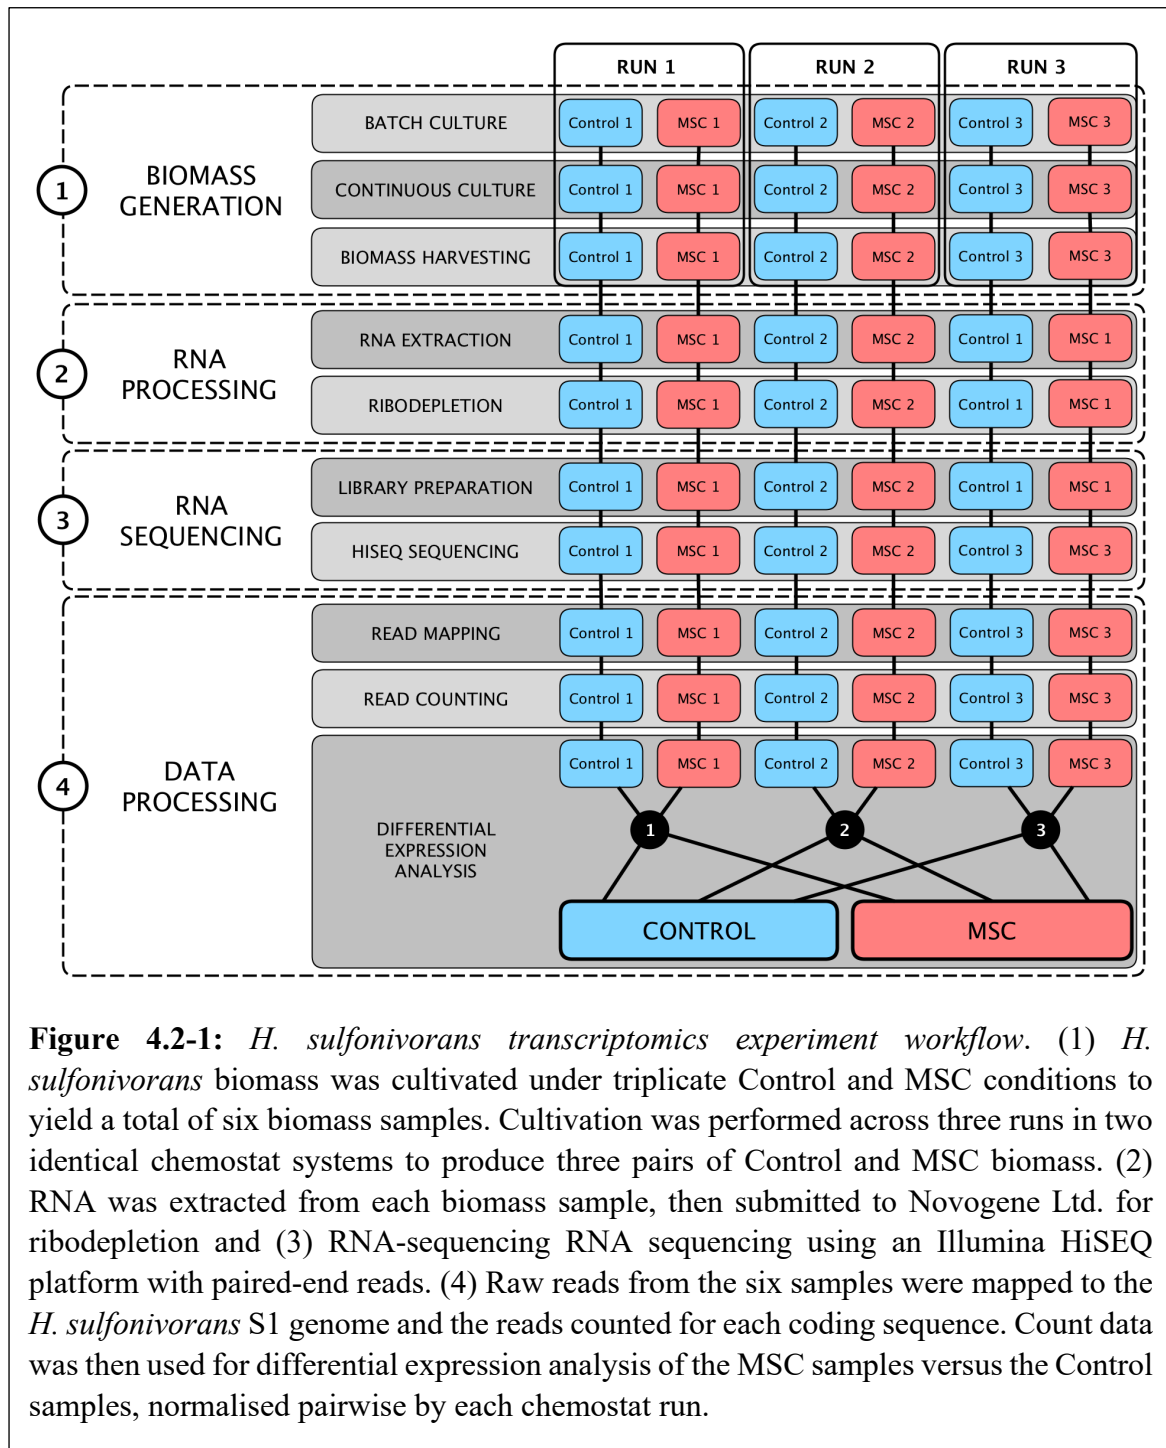 RUN 1 RUN 2 RUN 3
1 BIOMASS GENERATION
BATCH CULTURE Control 1 MSC 1 Control 2 MSC 2 Control 3 MSC 3
CONTINUOUS CULTURE Control 1 MSC 1 Control 2 MSC 2 Control 3 MSC 3
BIOMASS HARVESTING Control 1 MSC 1 Control 2 MSC 2 Control 3 MSC 3
2 RNA PROCESSING
RNA EXTRACTION Control 1 MSC 1 Control 2 MSC 2 Control 1 MSC 1
RIBODEPLETION Control 1 MSC 1 Control 2 MSC 2 Control 1 MSC 1
3 RNA SEQUENCING
LIBRARY PREPARATION Control 1 MSC 1 Control 2 MSC 2 Control 1 MSC 1
HISEQ SEQUENCING Control 1 MSC 1 Control 2 MSC 2 Control 3 MSC 3
4 DATA PROCESSING
READ MAPPING Control 1 MSC 1 Control 2 MSC 2 Control 3 MSC 3
READ COUNTING Control 1 MSC 1 Control 2 MSC 2 Control 3 MSC 3
Control 1 MSC 1 Control 2 MSC 2 Control 3 MSC 3
DIFFERENTIAL
EXPRESSION
ANALYSIS
1 2 3
CONTROL MSC
Figure 4.2-1: H. sulfonivorans transcriptomics experiment workflow. (1) H.
sulfonivorans biomass was cultivated under triplicate Control and MSC conditions to
yield a total of six biomass samples. Cultivation was performed across three runs in two
identical chemostat systems to produce three pairs of Control and MSC biomass. (2)
RNA was extracted from each biomass sample, then submitted to Novogene Ltd. for
ribodepletion and (3) RNA-sequencing RNA sequencing using an Illumina HiSEQ
platform with paired-end reads. (4) Raw reads from the six samples were mapped to the
H. sulfonivorans S1 genome and the reads counted for each coding sequence. Count data
was then used for differential expression analysis of the MSC samples versus the Control
samples, normalised pairwise by each chemostat run.